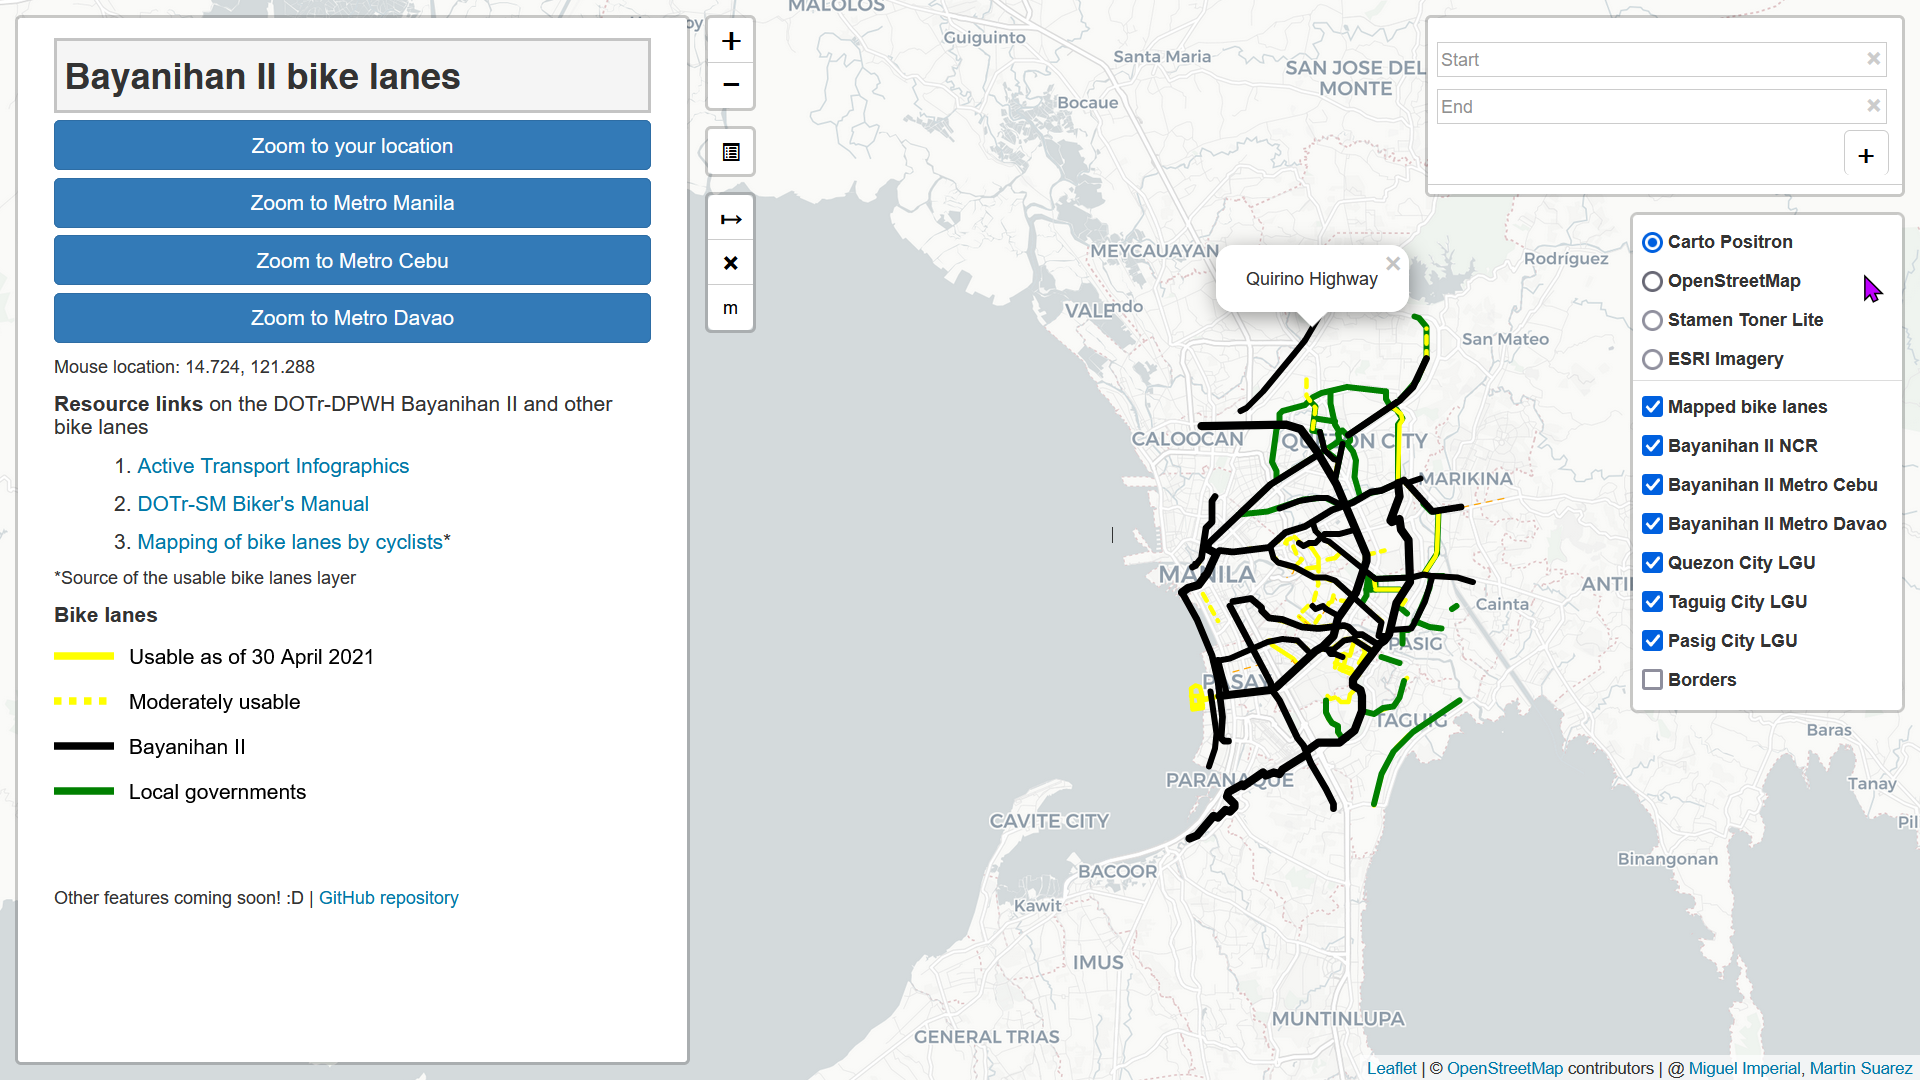 Bayanihan II bike lanes
Zoom to your location
Zoom to Metro Manila
Zoom to Metro Cebu
Zoom to Metro Davao
Mouse location: 14.724, 121.288
Resource links on the DOTr-DPWH Bayanihan II and other
bike lanes
1. Active Transport Infographics
2. DOTr-SM Biker's Manual
3. Mapping of bike lanes by cyclists*
*Source of the usable bike lanes layer
Bike lanes
Usable as of 30 April 2021
Moderately usable
Bayanihan II
Local governments
Other features coming soon! :D | GitHub repository
+
−
m
MALOLOS
Guiguinto
Santa Maria
SAN JOSE DEL
MONTE
Bocaue
MEYCAUAYAN
Quirino Highway
×
Rodríguez
San Mateo
CALOOCAN
QUEZON CITY
MARIKINA
MANILA
Cainta
PASIG
PASAY
TAGUIG
PARANAQUE
CAVITE CITY
BACOOR
Kawit
IMUS
GENERAL TRIAS
MUNTINLUPA
Baras
Tanay
Binangonan
Start ×
End ×
+
Carto Positron
OpenStreetMap
Stamen Toner Lite
ESRI Imagery
Mapped bike lanes
Bayanihan II NCR
Bayanihan II Metro Cebu
Bayanihan II Metro Davao
Quezon City LGU
Taguig City LGU
Pasig City LGU
Borders
Leaflet | © OpenStreetMap contributors | @ Miguel Imperial, Martin Suarez